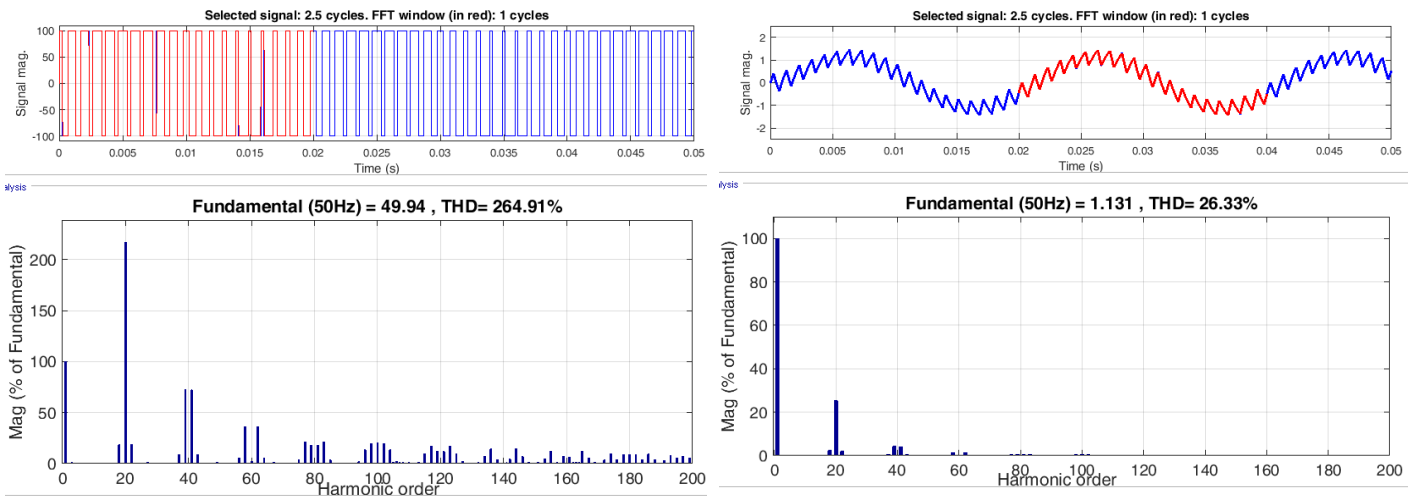 Selected signal: 2.5 cycles. FFT window (in red): 1 cycles
Signal mag.
100
50
0
-50
-100
0 0.005 0.01 0.015 0.02 0.025 0.03 0.035 0.04 0.045 0.05
Time (s)
alysis
Fundamental (50Hz) = 49.94 , THD= 264.91%
Mag (% of Fundamental)
200
150
100
50
0
0 20 40 60 80 100 120 140 160 180 200
Harmonic order
Selected signal: 2.5 cycles. FFT window (in red): 1 cycles
Signal mag.
2
1
0
-1
-2
0 0.005 0.01 0.015 0.02 0.025 0.03 0.035 0.04 0.045 0.05
Time (s)
lysis
Fundamental (50Hz) = 1.131 , THD= 26.33%
Mag (% of Fundamental)
100
80
60
40
20
0
0 20 40 60 80 100 120 140 160 180 200
Harmonic order